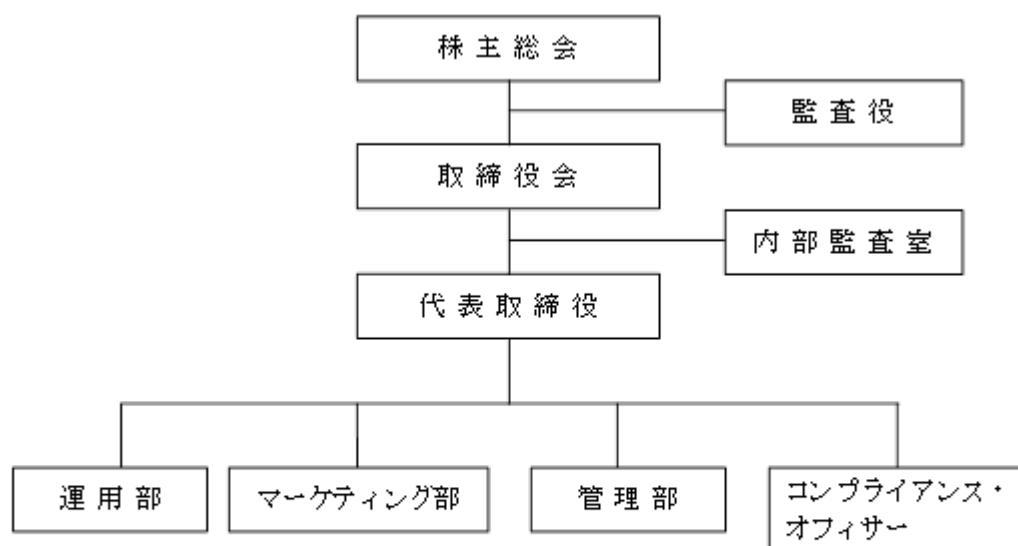 株主総会
監査役
取締役会
内部監査室
代表取締役
運用部
マーケティング部
管理部
コンプライアンス・
オフィサー